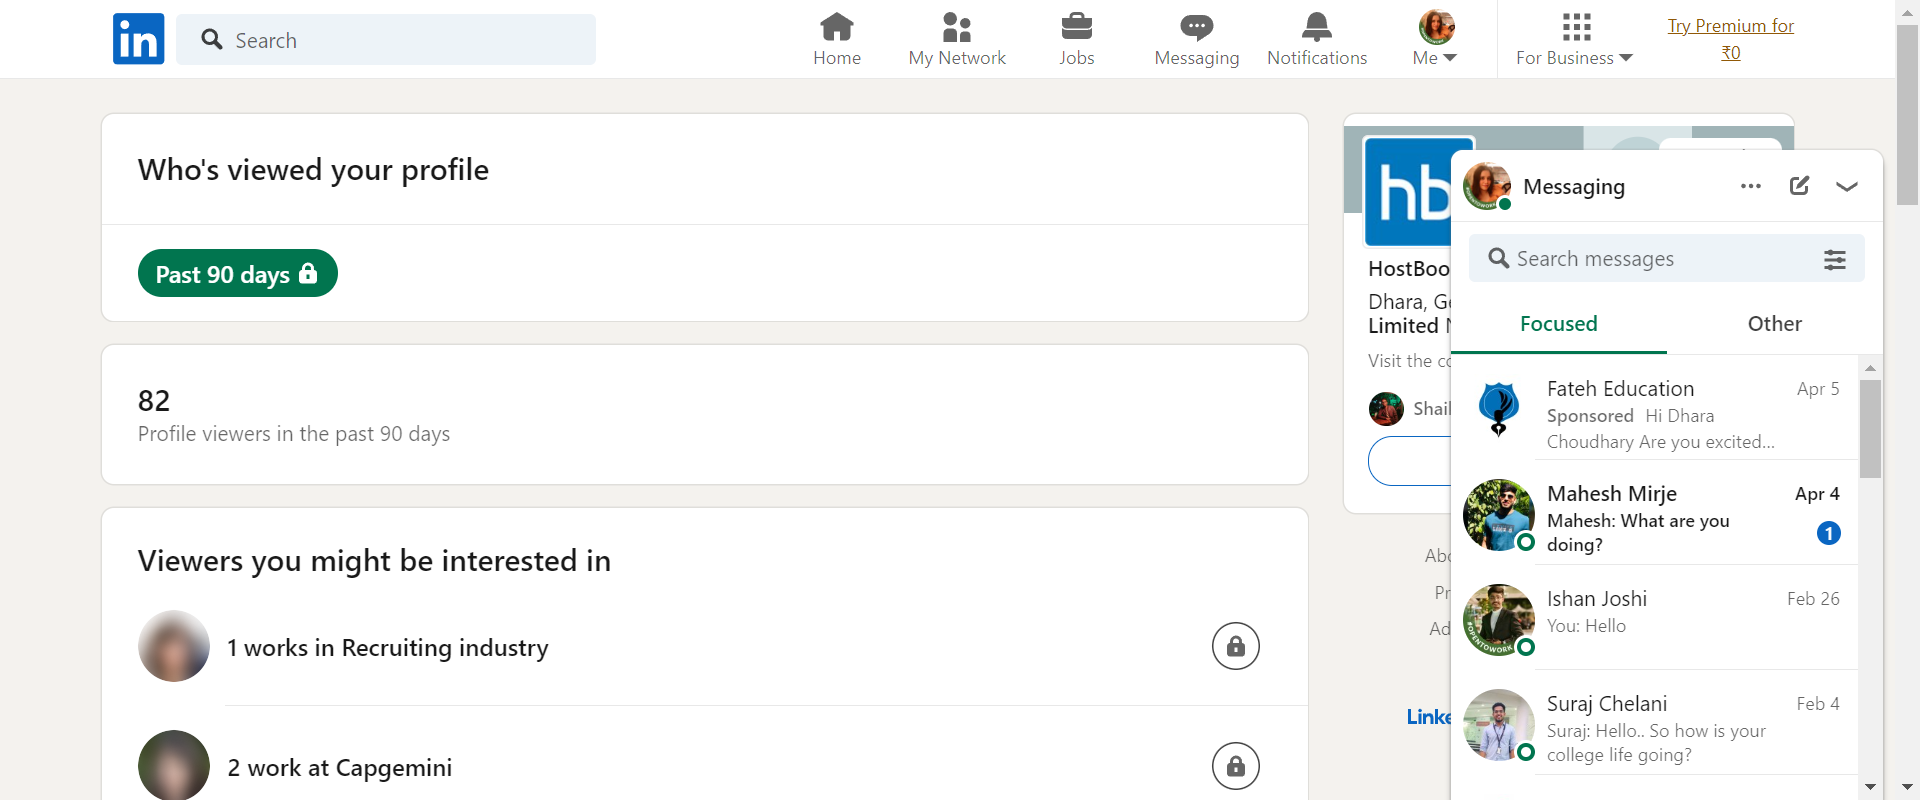 in
Search
Home
My Network
Jobs
Messaging
Notifications
Me
For Business
Try Premium for
₹0
Who's viewed your profile
Past 90 days
82
Profile viewers in the past 90 days
Viewers you might be interested in
1 works in Recruiting industry
2 work at Capgemini
hb
HostBoo
Dhara, Ge
Limited
Visit the co
Shail
Abo
Pr
Ad
Linke
Messaging
Search messages
Focused Other
Fateh Education Apr 5
Sponsored Hi Dhara
Choudhary Are you excited...
Mahesh Mirje Apr 4
Mahesh: What are you
doing?
1
Ishan Joshi Feb 26
You: Hello
#OPENTOWORK
Suraj Chelani Feb 4
Suraj: Hello.. So how is your
college life going?